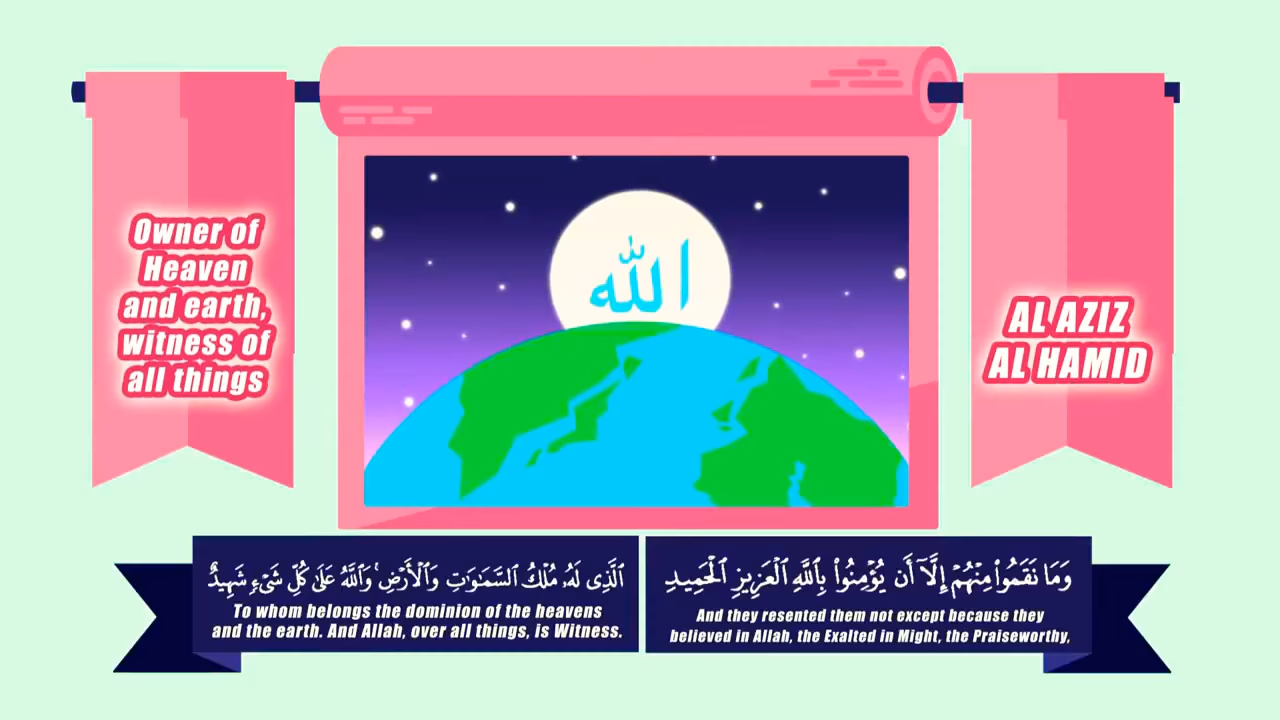 Owner of
Heaven
and earth,
witness of
all things
الله
AL AZIZ
AL HAMID
وَمَا نَقَمُوا۟ مِنْهُمْ إِلَّآ أَن يُؤْمِنُوا۟ بِٱللَّهِ ٱلْعَزِيزِ ٱلْحَمِيدِ
And they resented them not except because they
believed in Allah, the Exalted in Might, the Praiseworthy,
ٱلَّذِى لَهُۥ مُلْكُ ٱلسَّمَٰوَٰتِ وَٱلْأَرْضِ ۚ وَٱللَّهُ عَلَىٰ كُلِّ شَىْءٍ شَهِيدٌ
To whom belongs the dominion of the heavens
and the earth. And Allah, over all things, is Witness.